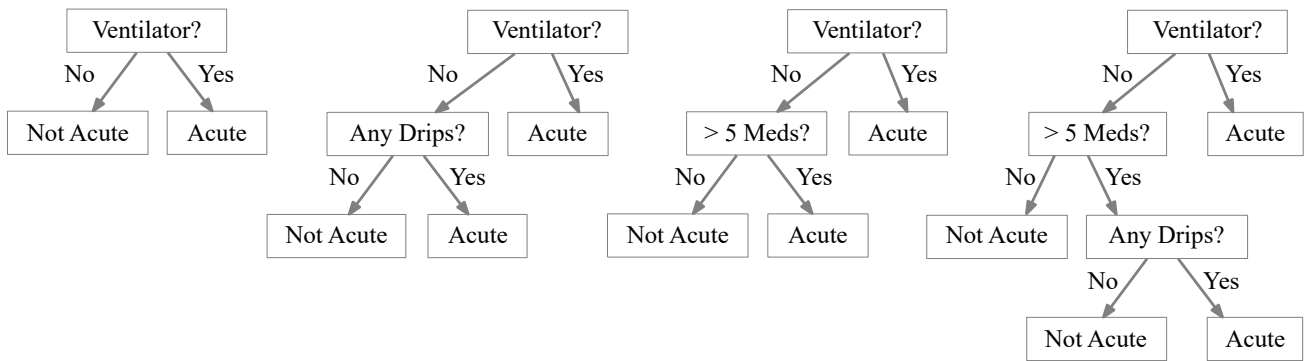 Ventilator?
No
Yes
Not Acute
Acute
Ventilator?
No
Yes
Any Drips?
Acute
No
Yes
Not Acute
Acute
Ventilator?
No
Yes
> 5 Meds?
Acute
No
Yes
Not Acute
Acute
Ventilator?
No
Yes
> 5 Meds?
Acute
No
Yes
Not Acute
Any Drips?
No
Yes
Not Acute
Acute